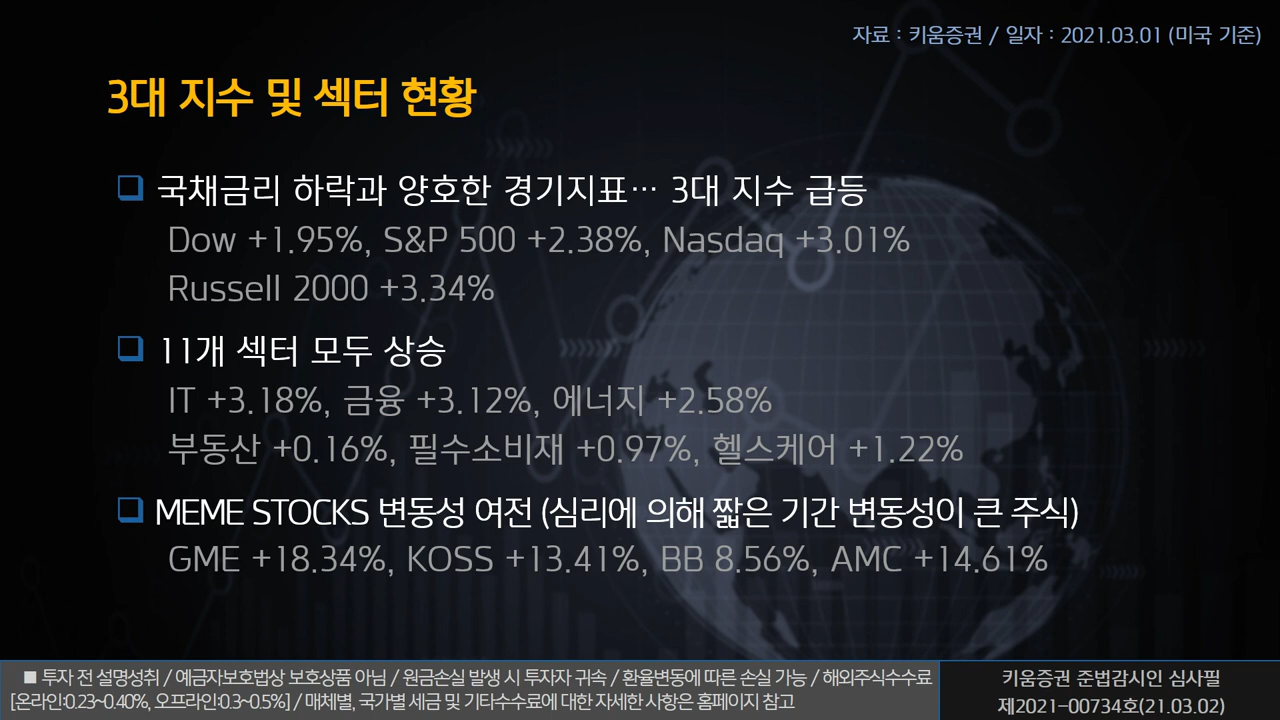 자료 : 키움증권 / 일자 : 2021.03.01 (미국 기준)
3대 지수 및 섹터 현황
국채금리 하락과 양호한 경기지표… 3대 지수 급등
Dow +1.95%, S&P 500 +2.38%, Nasdaq +3.01%
Russell 2000 +3.34%
11개 섹터 모두 상승
IT +3.18%, 금융 +3.12%, 에너지 +2.58%
부동산 +0.16%, 필수소비재 +0.97%, 헬스케어 +1.22%
MEME STOCKS 변동성 여전 (심리에 의해 짧은 기간 변동성이 큰 주식)
GME +18.34%, KOSS +13.41%, BB 8.56%, AMC +14.61%
■ 투자 전 설명성취 / 예금자보호법상 보호상품 아님 / 원금손실 발생 시 투자자 귀속 / 환율변동에 따른 손실 가능 / 해외주식수수료
[온라인:0.23~0.40%, 오프라인:0.3~0.5%] / 매체별, 국가별 세금 및 기타수수료에 대한 자세한 사항은 홈페이지 참고
키움증권 준법감시인 심사필
제2021-00734호(21.03.02)